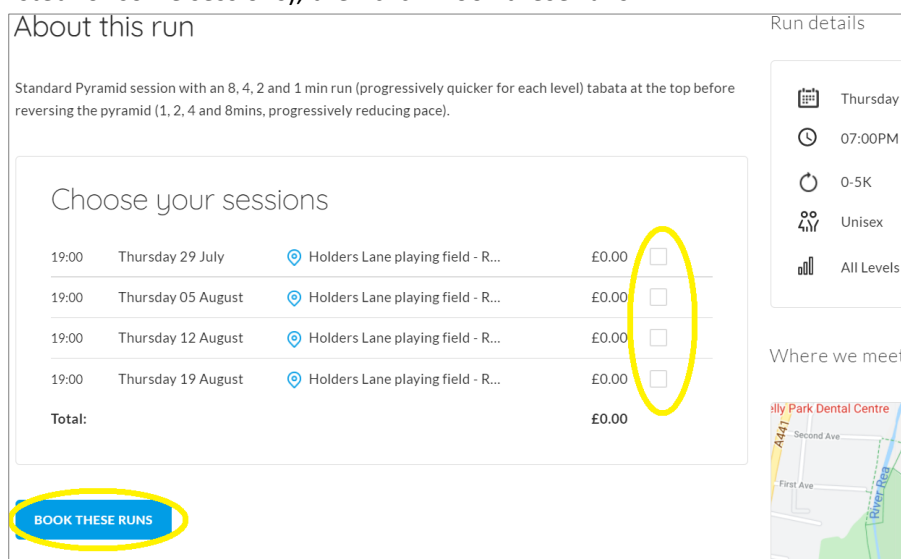 About this run
Standard Pyramid session with an 8, 4, 2 and 1 min run (progressively quicker for each level) tabata at the top before
reversing the pyramid (1, 2, 4 and 8mins, progressively reducing pace).
Choose your sessions
19:00 Thursday 29 July Holders Lane playing field - R... £0.00
19:00 Thursday 05 August Holders Lane playing field - R... £0.00
19:00 Thursday 12 August Holders Lane playing field - R... £0.00
19:00 Thursday 19 August Holders Lane playing field - R... £0.00
Total: £0.00
BOOK THESE RUNS
Run details
Thursday
07:00PM
0-5K
Unisex
All Levels
Where we meet
elly Park Dental Centre
A441
Second Ave
First Ave
River Rea